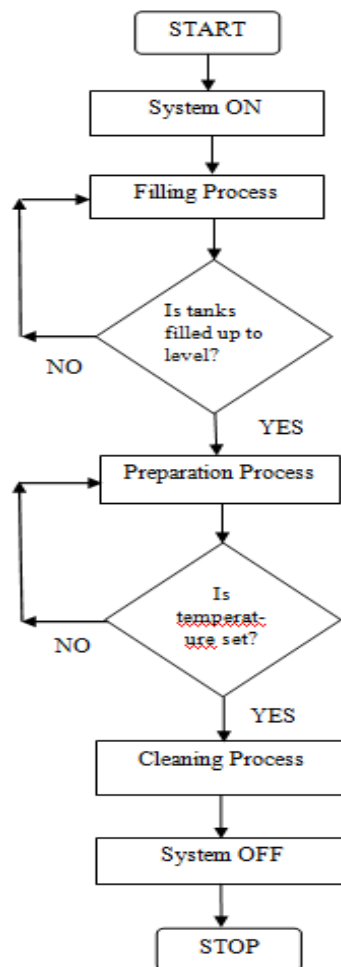 START
System ON
Filling Process
Is tanks
filled up to
level?
NO
YES
Preparation Process
Is
temperat-
ure set?
NO
YES
Cleaning Process
System OFF
STOP